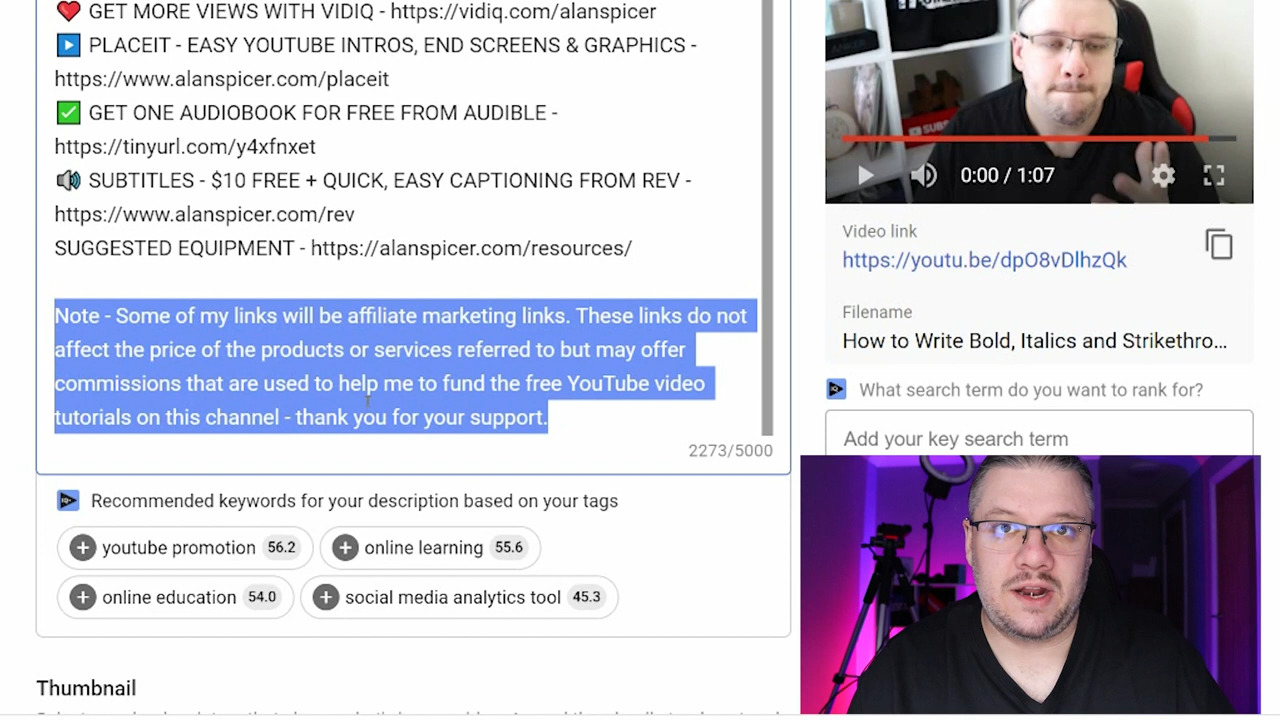 GET MORE VIEWS WITH VIDIQ - https://vidiq.com/alanspicer
PLACEIT - EASY YOUTUBE INTROS, END SCREENS & GRAPHICS -
https://www.alanspicer.com/placeit
GET ONE AUDIOBOOK FOR FREE FROM AUDIBLE -
https://tinyurl.com/y4xfnxet
SUBTITLES - $10 FREE + QUICK, EASY CAPTIONING FROM REV -
https://www.alanspicer.com/rev
SUGGESTED EQUIPMENT - https://alanspicer.com/resources/
Note - Some of my links will be affiliate marketing links. These links do not
affect the price of the products or services referred to but may offer
commissions that are used to help me to fund the free YouTube video
tutorials on this channel - thank you for your support.
2273/5000
Recommended keywords for your description based on your tags
youtube promotion 56.2
online learning 55.6
online education 54.0
social media analytics tool 45.3
Thumbnail
ANKER
SUBS
0:00 / 1:07
Video link
https://youtu.be/dpO8vDlhzQk
Filename
How to Write Bold, Italics and Strikethro...
What search term do you want to rank for?
Add your key search term